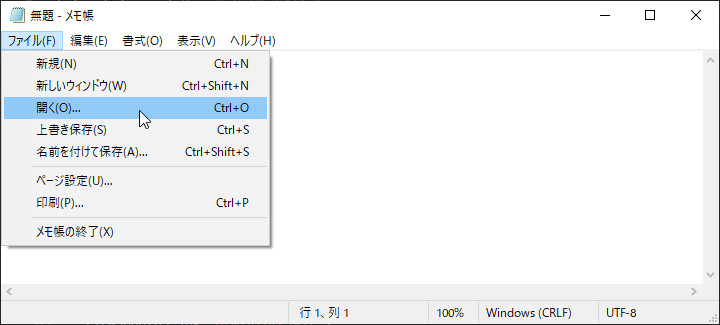 無題 - メモ帳
ファイル(F) 編集(E) 書式(O) 表示(V) ヘルプ(H)
新規(N) Ctrl+N
新しいウィンドウ(W) Ctrl+Shift+N
開く(O)... Ctrl+O
上書き保存(S) Ctrl+S
名前を付けて保存(A)... Ctrl+Shift+S
ページ設定(U)...
印刷(P)... Ctrl+P
メモ帳の終了(X)
行 1、列 1 100% Windows (CRLF) UTF-8